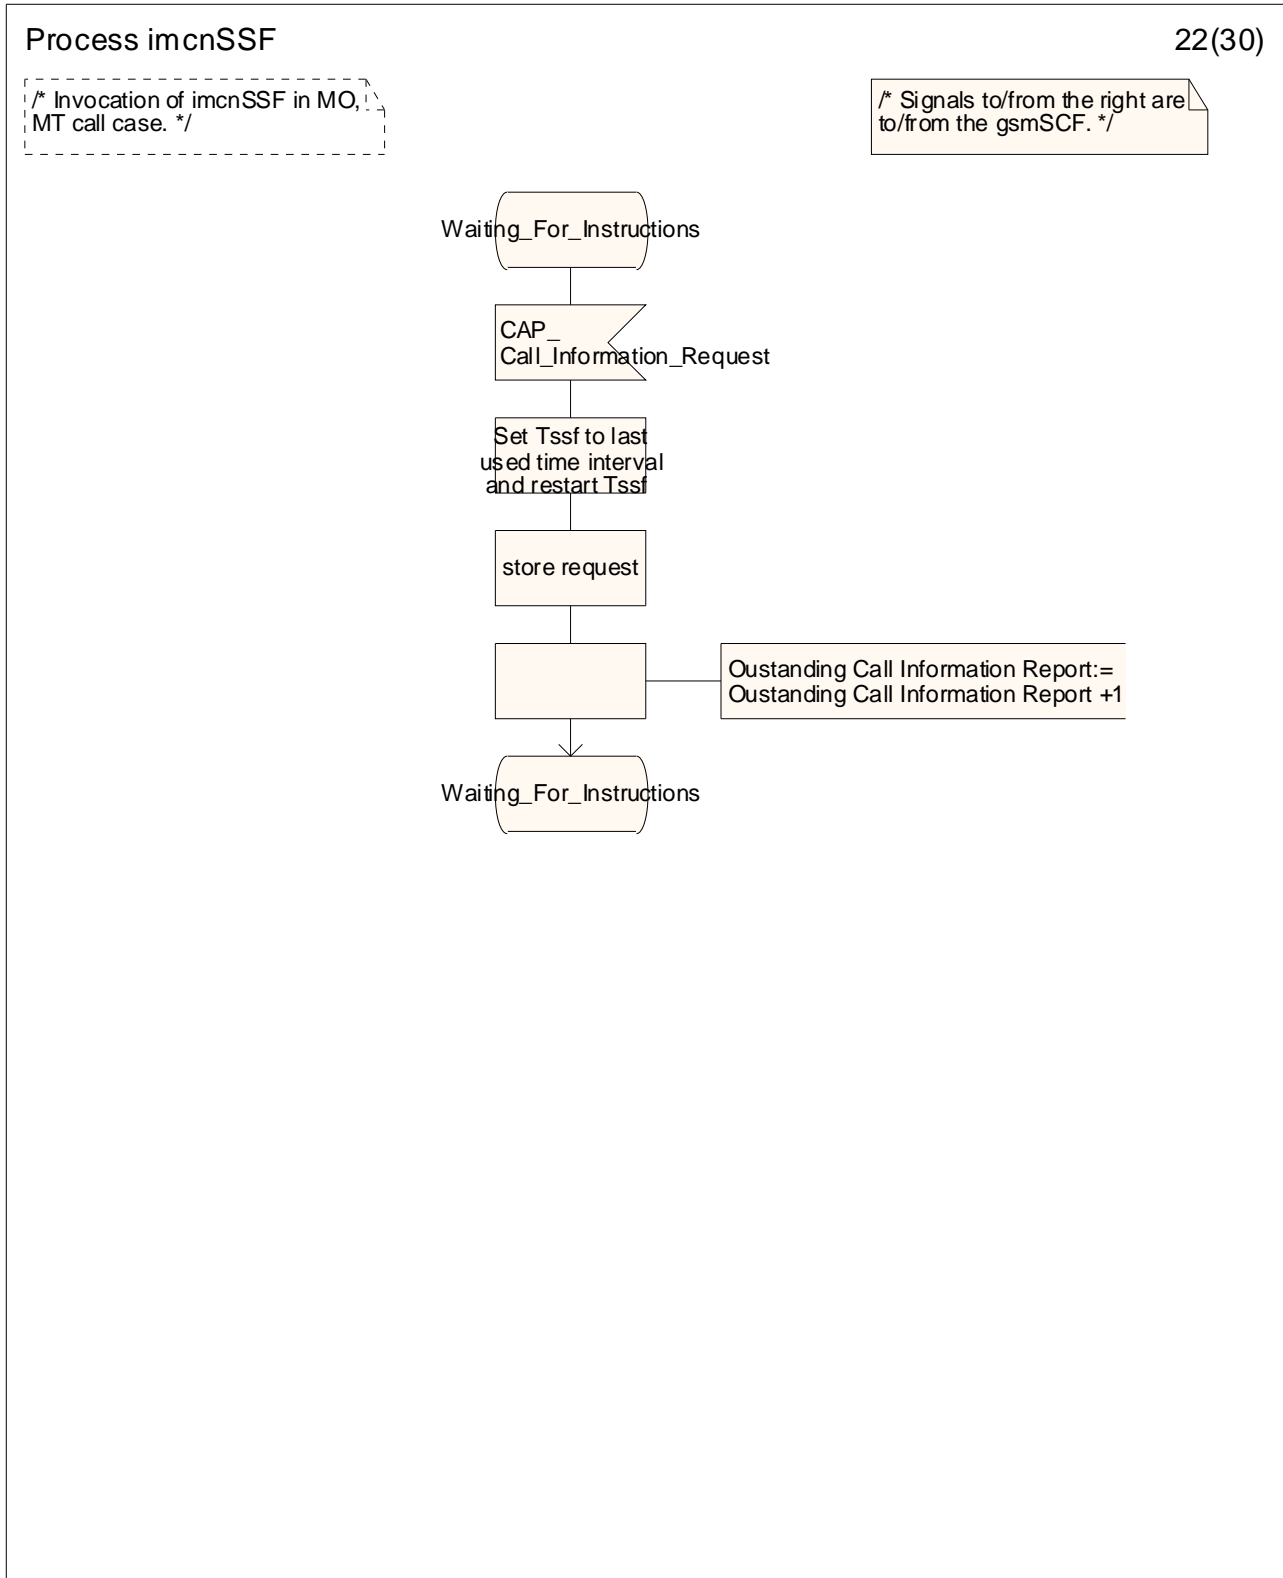 Process imcnSSF
22(30)
/* Invocation of imcnSSF in MO,
MT call case. */
/* Signals to/from the right are
to/from the gsmSCF. */
Waiting_For_Instructions
CAP_
Call_Information_Request
Set Tssf to last
used time interval
and restart Tssf
store request
Oustanding Call Information Report:=
Oustanding Call Information Report +1
Waiting_For_Instructions